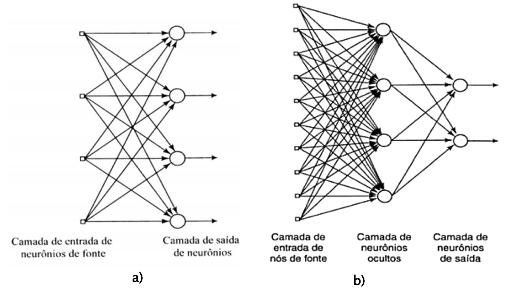 Camada de entrada de
neurônios de fonte
Camada de saída
de neurônios
a)
Camada de
entrada de
nós de fonte
Camada de
neurônios
ocultos
Camada de
neurônios
de saída
b)